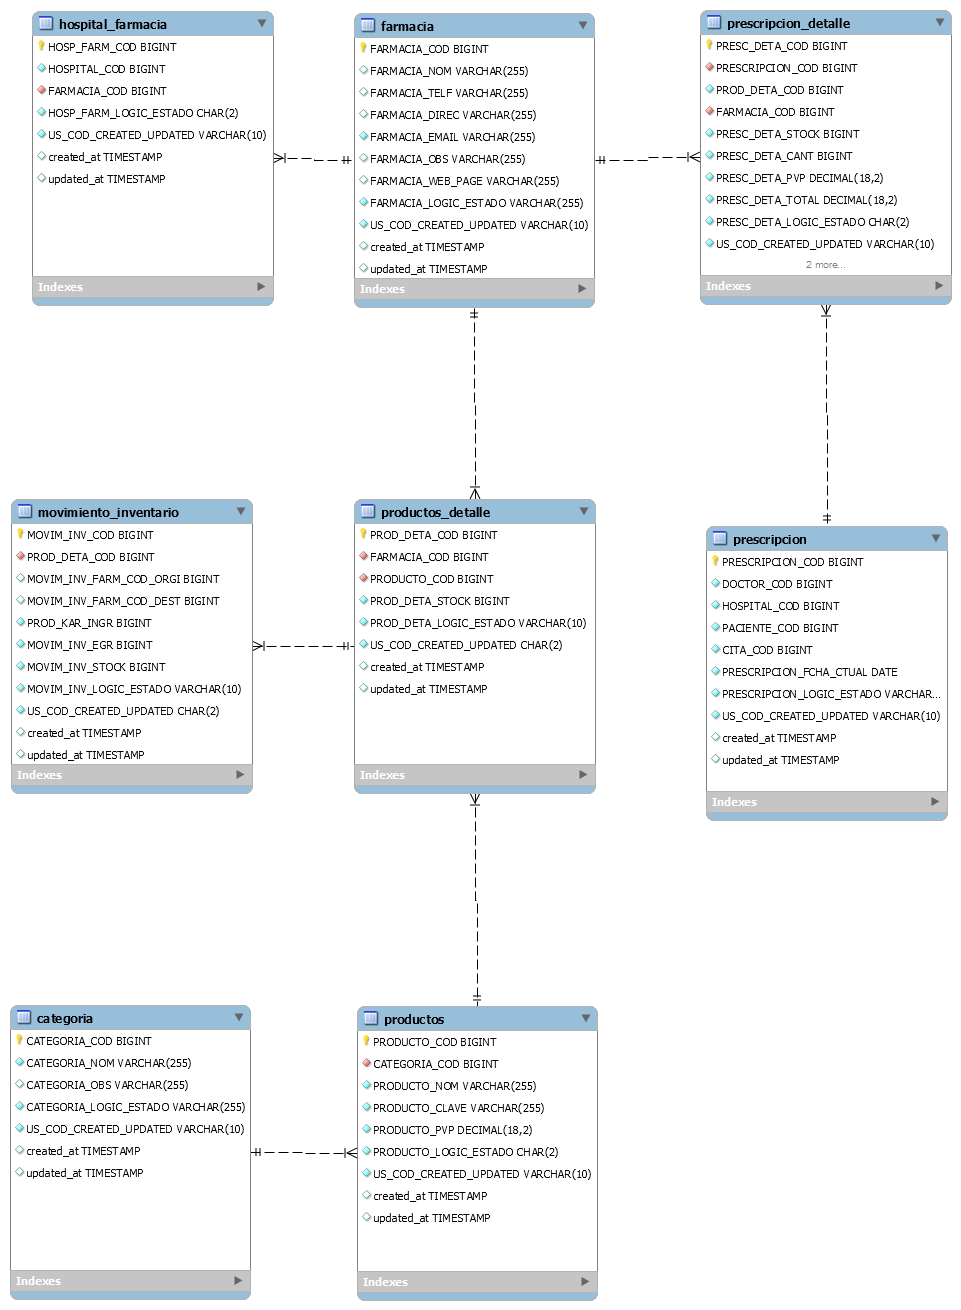 hospital_farmacia
HOSP_FARM_COD BIGINT
HOSPITAL_COD BIGINT
FARMACIA_COD BIGINT
HOSP_FARM_LOGIC_ESTADO CHAR(2)
US_COD_CREATED_UPDATED VARCHAR(10)
created_at TIMESTAMP
updated_at TIMESTAMP
Indexes
farmacia
FARMACIA_COD BIGINT
FARMACIA_NOM VARCHAR(255)
FARMACIA_TELF VARCHAR(255)
FARMACIA_DIREC VARCHAR(255)
FARMACIA_EMAIL VARCHAR(255)
FARMACIA_OBS VARCHAR(255)
FARMACIA_WEB_PAGE VARCHAR(255)
FARMACIA_LOGIC_ESTADO VARCHAR(255)
US_COD_CREATED_UPDATED VARCHAR(10)
created_at TIMESTAMP
updated_at TIMESTAMP
Indexes
prescripcion_detalle
PRESC_DETA_COD BIGINT
PRESCRIPCION_COD BIGINT
PROD_DETA_COD BIGINT
FARMACIA_COD BIGINT
PRESC_DETA_STOCK BIGINT
PRESC_DETA_CANT BIGINT
PRESC_DETA_PVP DECIMAL(18,2)
PRESC_DETA_TOTAL DECIMAL(18,2)
PRESC_DETA_LOGIC_ESTADO CHAR(2)
US_COD_CREATED_UPDATED VARCHAR(10)
2 more...
Indexes
movimiento_inventario
MOVIM_INV_COD BIGINT
PROD_DETA_COD BIGINT
MOVIM_INV_FARM_COD_ORGI BIGINT
MOVIM_INV_FARM_COD_DEST BIGINT
PROD_KAR_INGR BIGINT
MOVIM_INV_EGR BIGINT
MOVIM_INV_STOCK BIGINT
MOVIM_INV_LOGIC_ESTADO VARCHAR(10)
US_COD_CREATED_UPDATED CHAR(2)
created_at TIMESTAMP
updated_at TIMESTAMP
Indexes
productos_detalle
PROD_DETA_COD BIGINT
FARMACIA_COD BIGINT
PRODUCTO_COD BIGINT
PROD_DETA_STOCK BIGINT
PROD_DETA_LOGIC_ESTADO VARCHAR(10)
US_COD_CREATED_UPDATED CHAR(2)
created_at TIMESTAMP
updated_at TIMESTAMP
Indexes
prescripcion
PRESCRIPCION_COD BIGINT
DOCTOR_COD BIGINT
HOSPITAL_COD BIGINT
PACIENTE_COD BIGINT
CITA_COD BIGINT
PRESCRIPCION_FCHA_CTUAL DATE
PRESCRIPCION_LOGIC_ESTADO VARCHAR...
US_COD_CREATED_UPDATED VARCHAR(10)
created_at TIMESTAMP
updated_at TIMESTAMP
Indexes
categoria
CATEGORIA_COD BIGINT
CATEGORIA_NOM VARCHAR(255)
CATEGORIA_OBS VARCHAR(255)
CATEGORIA_LOGIC_ESTADO VARCHAR(255)
US_COD_CREATED_UPDATED VARCHAR(10)
created_at TIMESTAMP
updated_at TIMESTAMP
Indexes
productos
PRODUCTO_COD BIGINT
CATEGORIA_COD BIGINT
PRODUCTO_NOM VARCHAR(255)
PRODUCTO_CLAVE VARCHAR(255)
PRODUCTO_PVP DECIMAL(18,2)
PRODUCTO_LOGIC_ESTADO CHAR(2)
US_COD_CREATED_UPDATED VARCHAR(10)
created_at TIMESTAMP
updated_at TIMESTAMP
Indexes